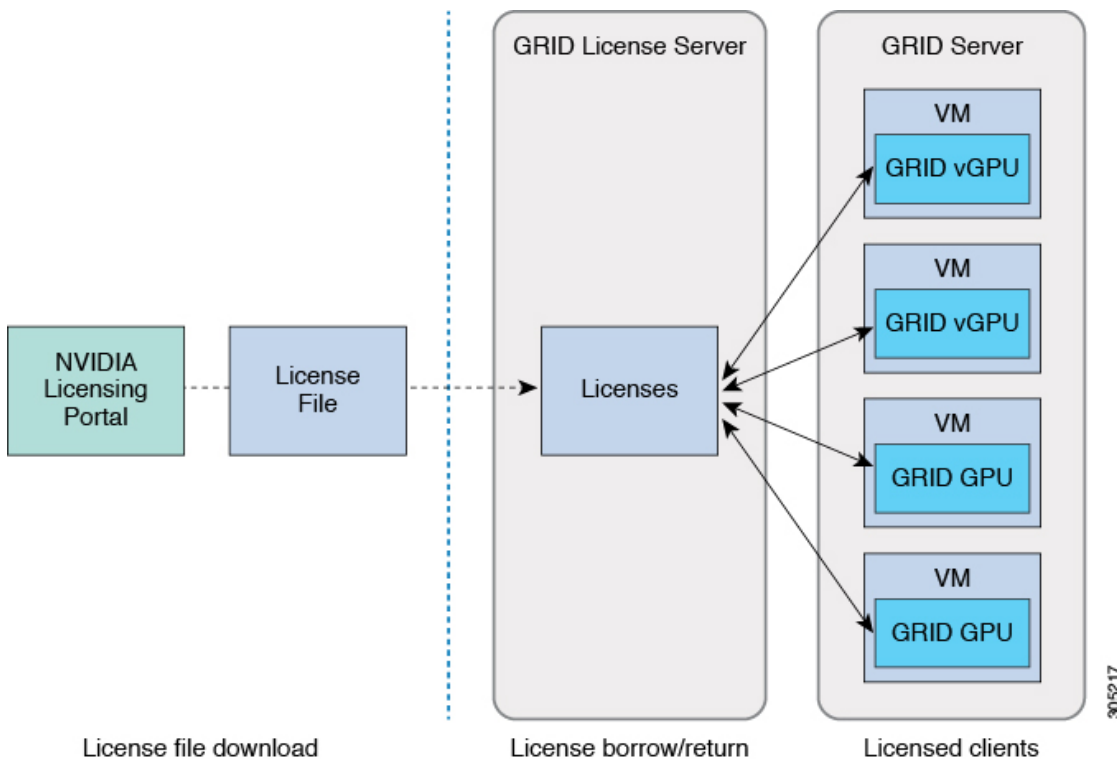 GRID License Server
GRID Server
VM
GRID vGPU
VM
GRID vGPU
NVIDIA
Licensing
Portal
License
File
Licenses
VM
GRID GPU
VM
GRID GPU
305217
License file download
License borrow/return
Licensed clients